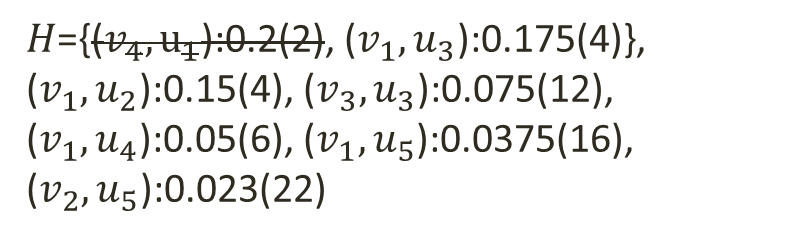 H={(v₄,u₁):0.2(2), (v₁,u₃):0.175(4)},
(v₁,u₂):0.15(4), (v₃,u₃):0.075(12),
(v₁,u₄):0.05(6), (v₁,u₅):0.0375(16),
(v₂,u₅):0.023(22)